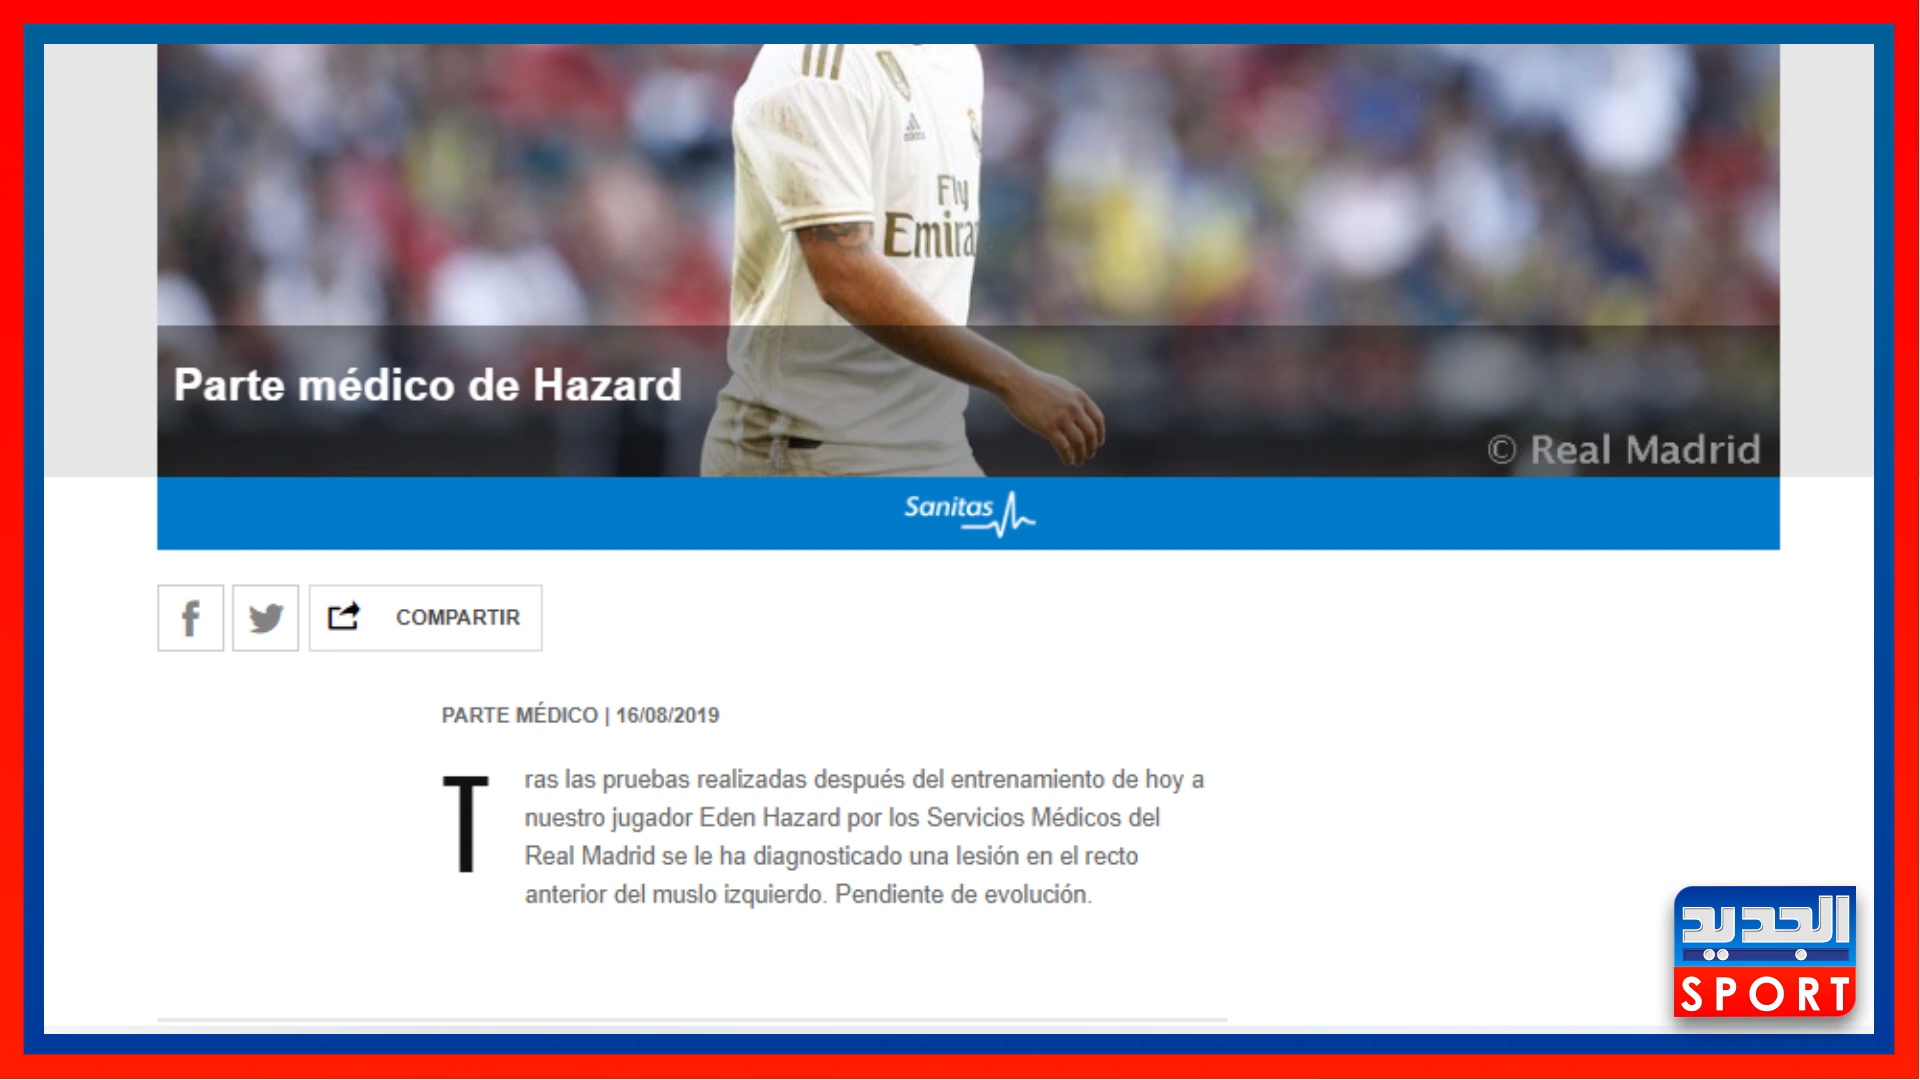 adidas
Fly
Emira
Parte médico de Hazard
© Real Madrid
Sanitas
COMPARTIR
PARTE MÉDICO | 16/08/2019
Tras las pruebas realizadas después del entrenamiento de hoy a
nuestro jugador Eden Hazard por los Servicios Médicos del
Real Madrid se le ha diagnosticado una lesión en el recto
anterior del muslo izquierdo. Pendiente de evolución.
الجديد
SPORT